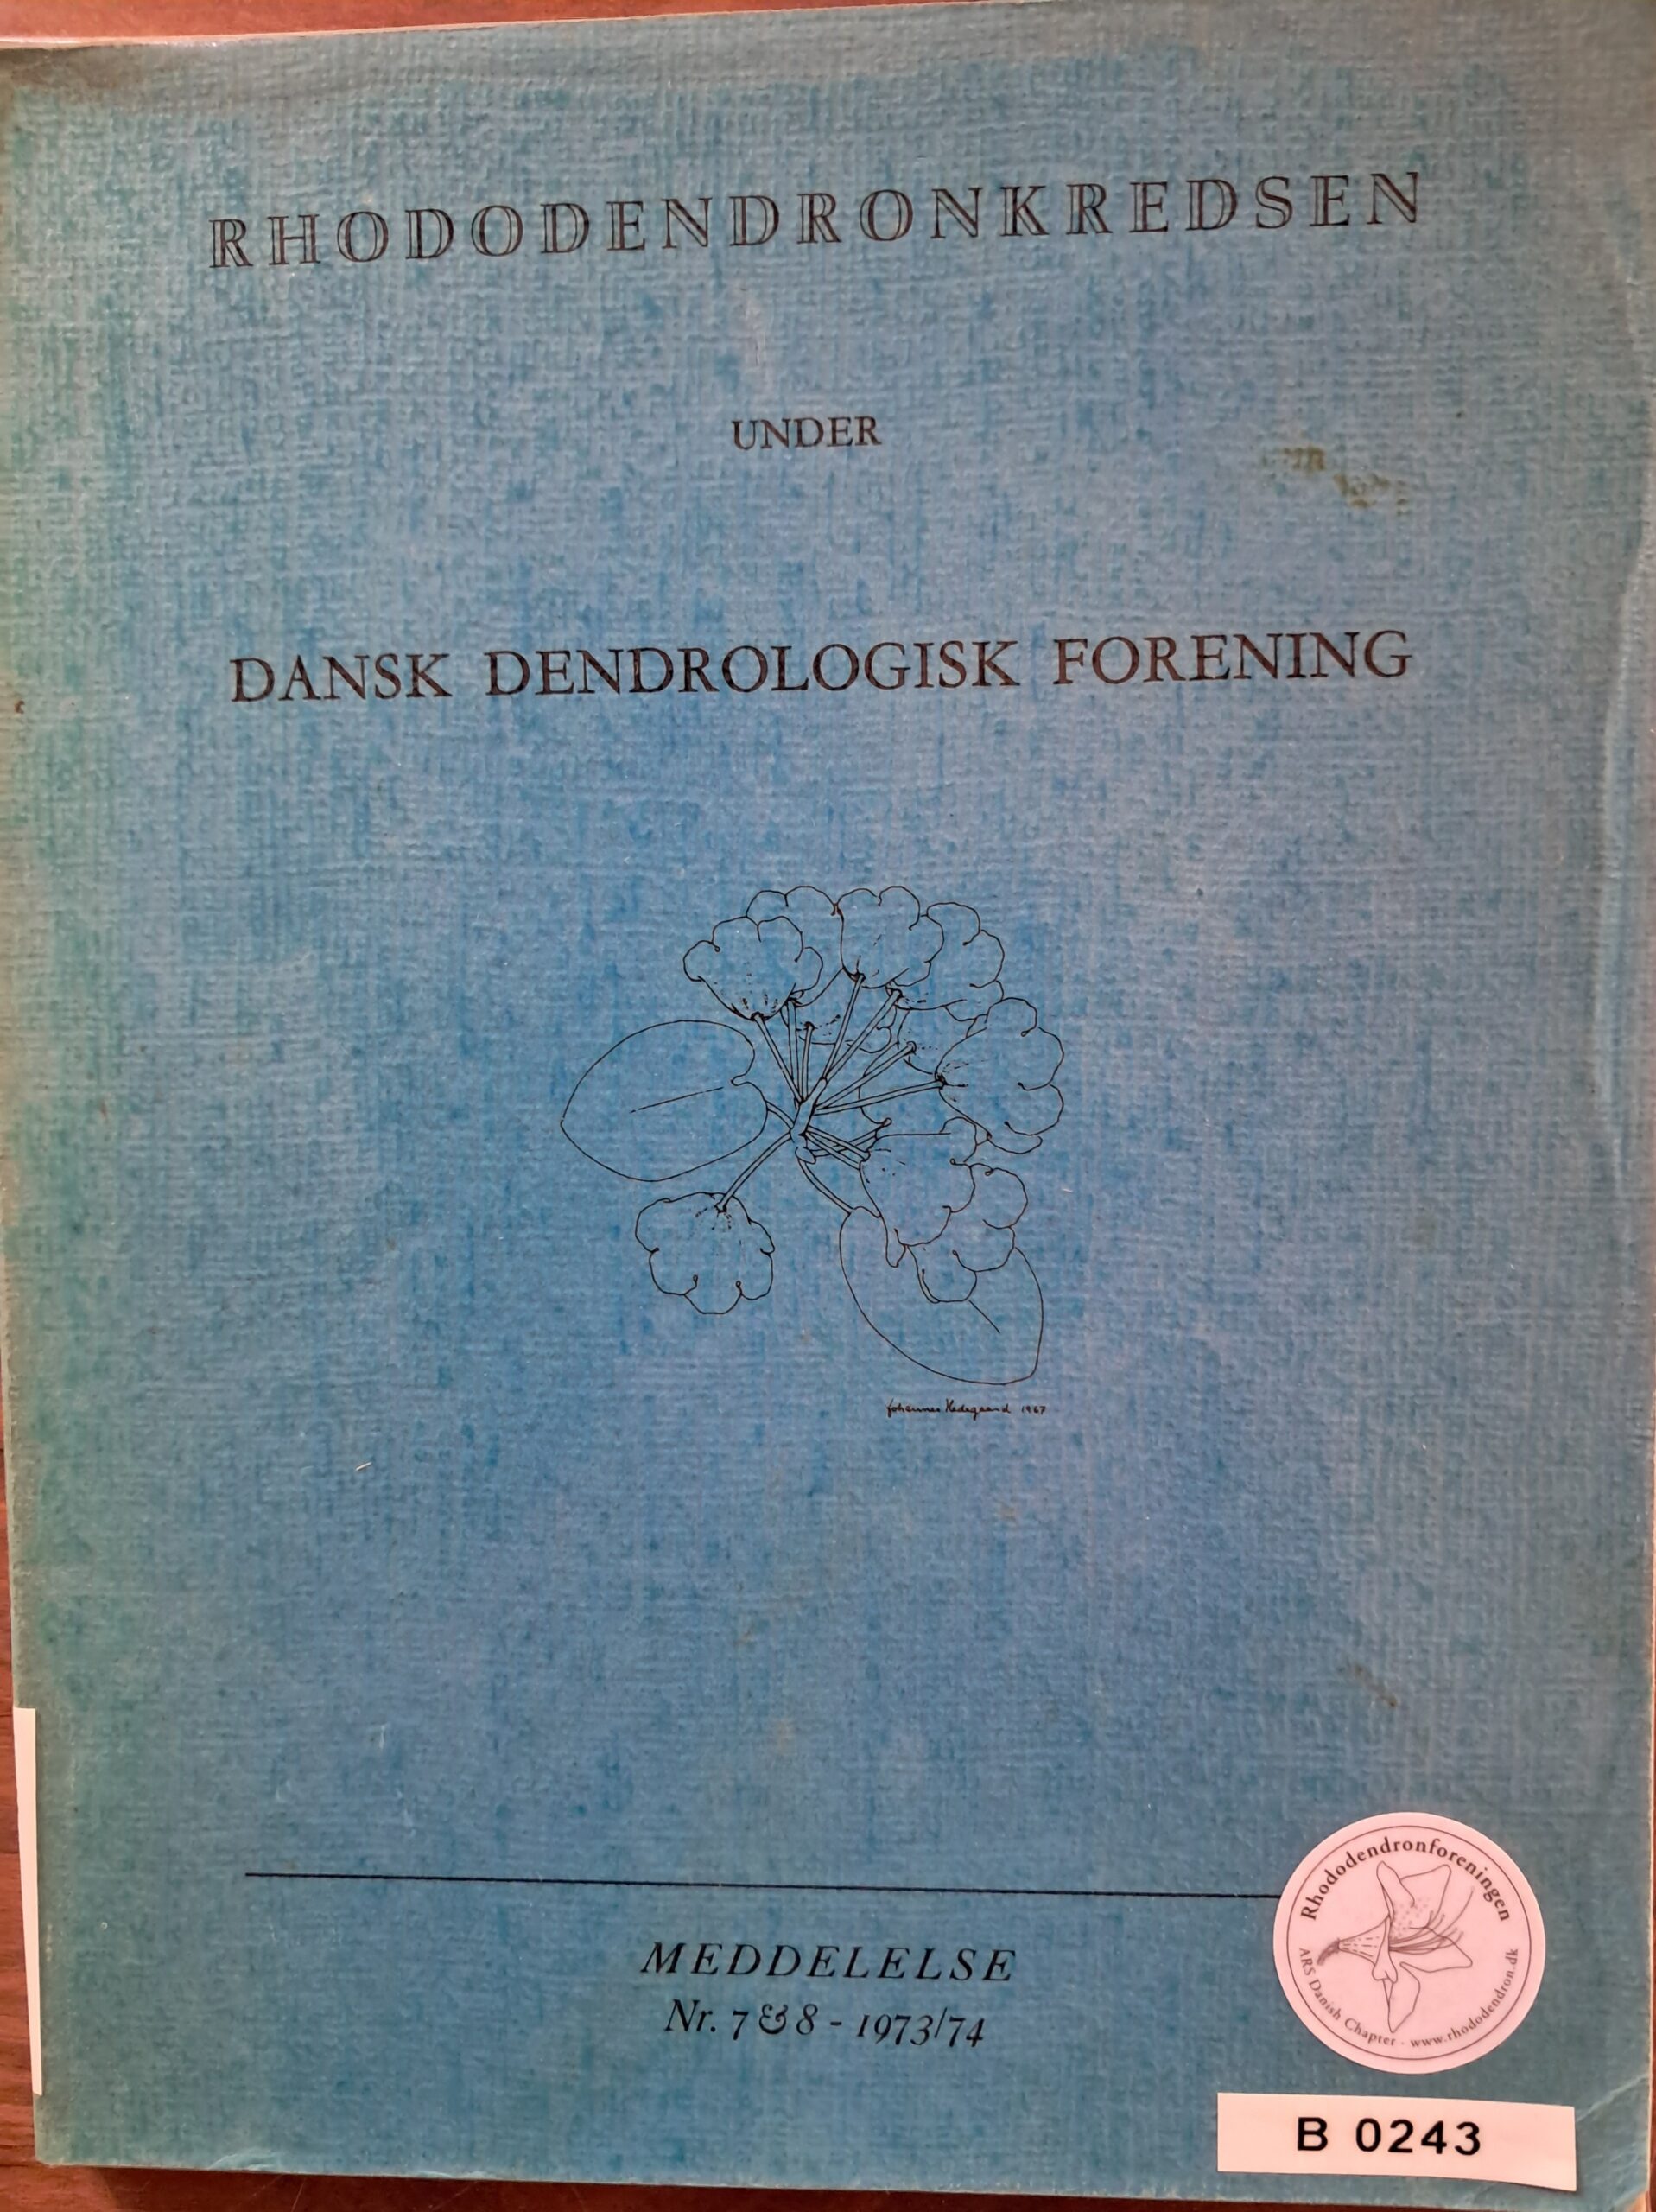 RHODODENDRONKREDSEN
UNDER
DANSK DENDROLOGISK FORENING
Johannes Hedegaard 1967
MEDDELELSE
Nr. 7 & 8 - 1973/74
Rhododendronforeningen
ARS Danish Chapter · www.rhododendron.dk
B 0243